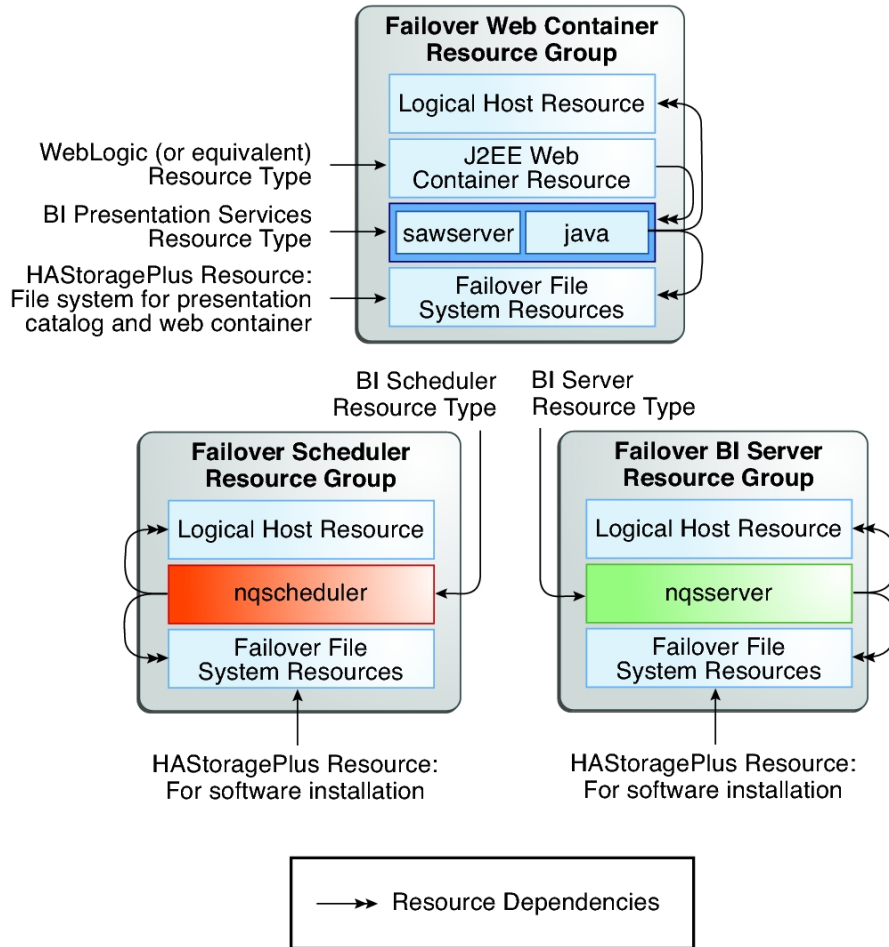 Failover Web Container
Resource Group
Logical Host Resource
WebLogic (or equivalent)
Resource Type
J2EE Web
Container Resource
BI Presentation Services
Resource Type
sawserver
java
HAStoragePlus Resource:
File system for presentation
catalog and web container
Failover File
System Resources
BI Scheduler
Resource Type
BI Server
Resource Type
Failover Scheduler
Resource Group
Logical Host Resource
nqscheduler
Failover File
System Resources
HAStoragePlus Resource:
For software installation
Failover BI Server
Resource Group
Logical Host Resource
nqsserver
Failover File
System Resources
HAStoragePlus Resource:
For software installation
Resource Dependencies